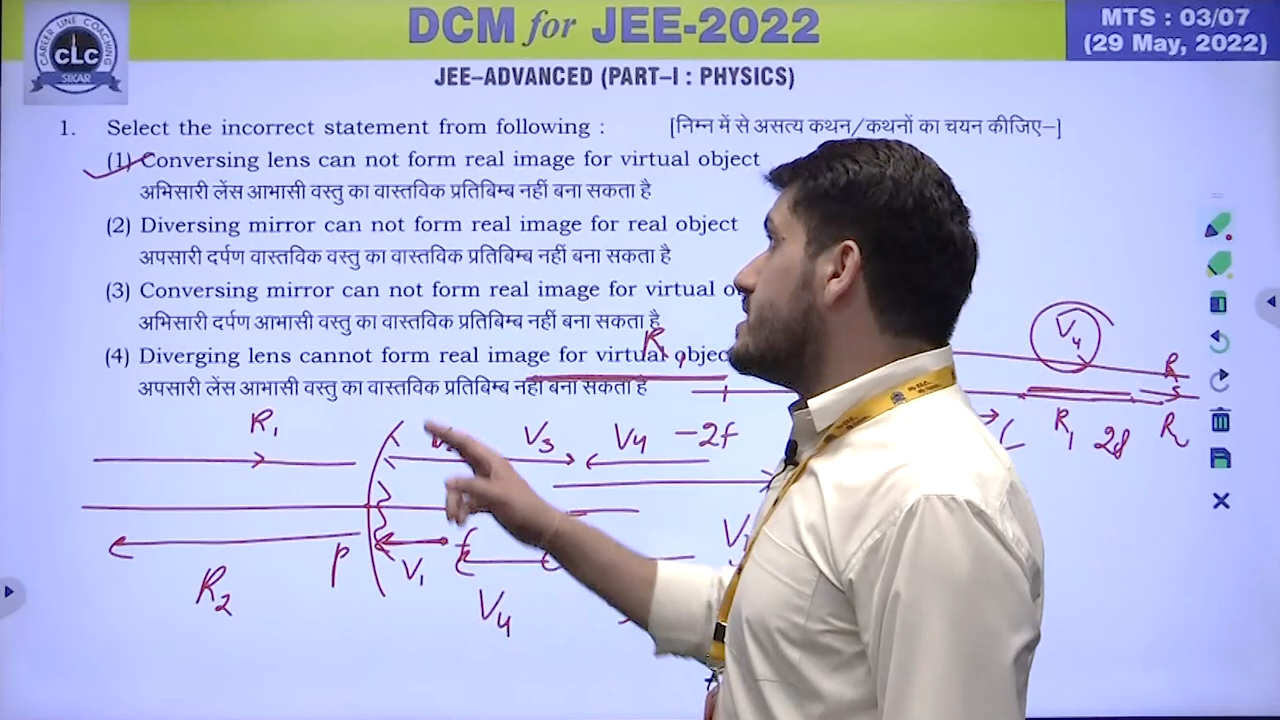 CAREER LINE COACHING
CLC
SIKAR
DCM for JEE-2022
MTS : 03/07
(29 May, 2022)
JEE–ADVANCED (PART–I : PHYSICS)
1. Select the incorrect statement from following : [निम्न में से असत्य कथन/कथनों का चयन कीजिए–]
(1) Conversing lens can not form real image for virtual object
अभिसारी लेंस आभासी वस्तु का वास्तविक प्रतिबिम्ब नहीं बना सकता है
(2) Diversing mirror can not form real image for real object
अपसारी दर्पण वास्तविक वस्तु का वास्तविक प्रतिबिम्ब नहीं बना सकता है
(3) Conversing mirror can not form real image for virtual
अभिसारी दर्पण आभासी वस्तु का वास्तविक प्रतिबिम्ब नहीं बना सकता है
(4) Diverging lens cannot form real image for virtual objec
अपसारी लेंस आभासी वस्तु का वास्तविक प्रतिबिम्ब नहीं बना सकता है
V4
R
R1
V3
V4
-2f
R1
2f
R2
P
V1
V4